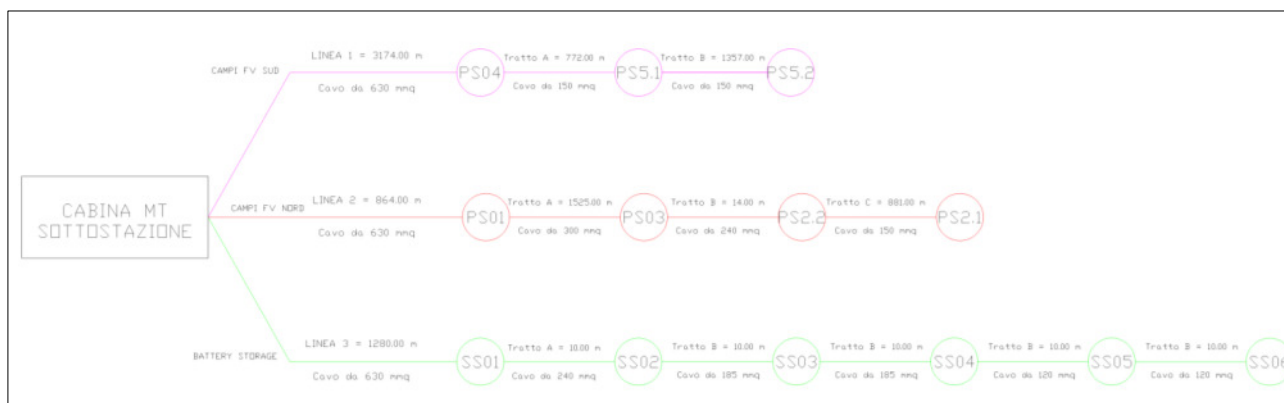 LINEA 1 = 3174.00 m
Tratto A = 772.00 m
Tratto B = 1357.00 m
CAMPI FV SUD
PS04
PS5.1
PS5.2
Cavo da 630 mmq
Cavo da 150 mmq
Cavo da 150 mmq
CABINA MT
SOTTOSTAZIONE
LINEA 2 = 864.00 m
Tratto A = 1525.00 m
Tratto B = 14.00 m
Tratto C = 881.00 m
CAMPI FV NORD
PS01
PS03
PS2.2
PS2.1
Cavo da 630 mmq
Cavo da 300 mmq
Cavo da 240 mmq
Cavo da 150 mmq
LINEA 3 = 1280.00 m
Tratto A = 10.00 m
Tratto B = 10.00 m
Tratto B = 10.00 m
Tratto B = 10.00 m
Tratto B = 10.00 m
BATTERY STORAGE
SS01
SS02
SS03
SS04
SS05
SS06
Cavo da 630 mmq
Cavo da 240 mmq
Cavo da 185 mmq
Cavo da 185 mmq
Cavo da 120 mmq
Cavo da 120 mmq